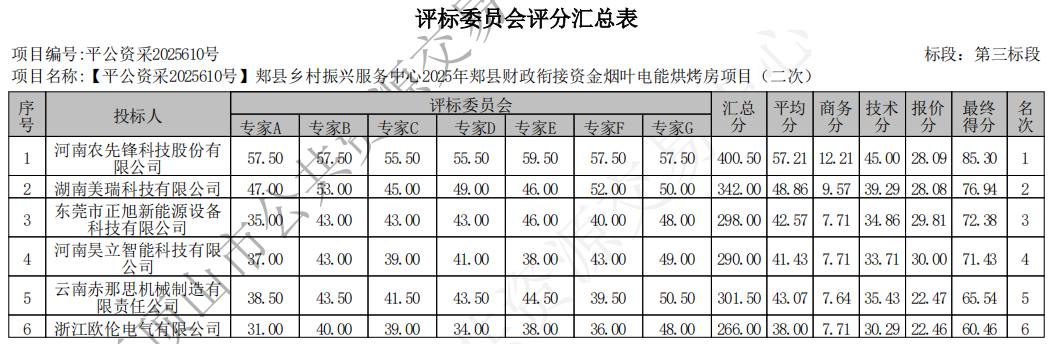 评标委员会评分汇总表
项目编号:平公资采2025610号 标段：第三标段
项目名称:【平公资采2025610号】郏县乡村振兴服务中心2025年郏县财政衔接资金烟叶电能烘烤房项目（二次）
序号 投标人 评标委员会 汇总分 平均分 商务分 技术分 报价分 最终得分 名次
专家A 专家B 专家C 专家D 专家E 专家F 专家G
1 河南农先锋科技股份有限公司 57.50 57.50 55.50 55.50 59.50 57.50 57.50 400.50 57.21 12.21 45.00 28.09 85.30 1
2 湖南美瑞科技有限公司 47.00 53.00 45.00 49.00 46.00 52.00 50.00 342.00 48.86 9.57 39.29 28.08 76.94 2
3 东莞市正旭新能源设备科技有限公司 35.00 43.00 43.00 43.00 46.00 40.00 48.00 298.00 42.57 7.71 34.86 29.81 72.38 3
4 河南昊立智能科技有限公司 37.00 43.00 39.00 41.00 38.00 43.00 49.00 290.00 41.43 7.71 33.71 30.00 71.43 4
5 云南赤那思机械制造有限责任公司 38.50 43.50 41.50 43.50 44.50 39.50 50.50 301.50 43.07 7.64 35.43 22.47 65.54 5
6 浙江欧伦电气有限公司 31.00 40.00 39.00 34.00 38.00 36.00 48.00 266.00 38.00 7.71 30.29 22.46 60.46 6